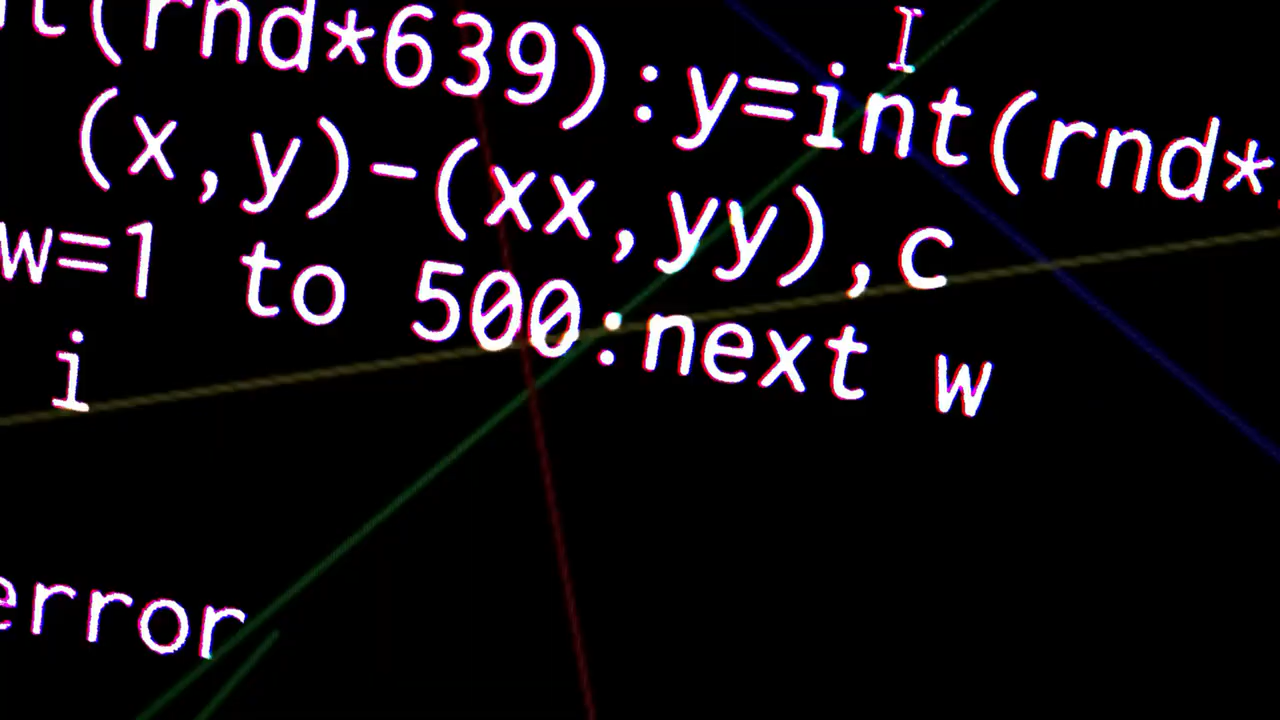 nt(rnd*639):y=int(rnd*
(x,y)-(xx,yy),c
w=1 to 500:next w
i
error